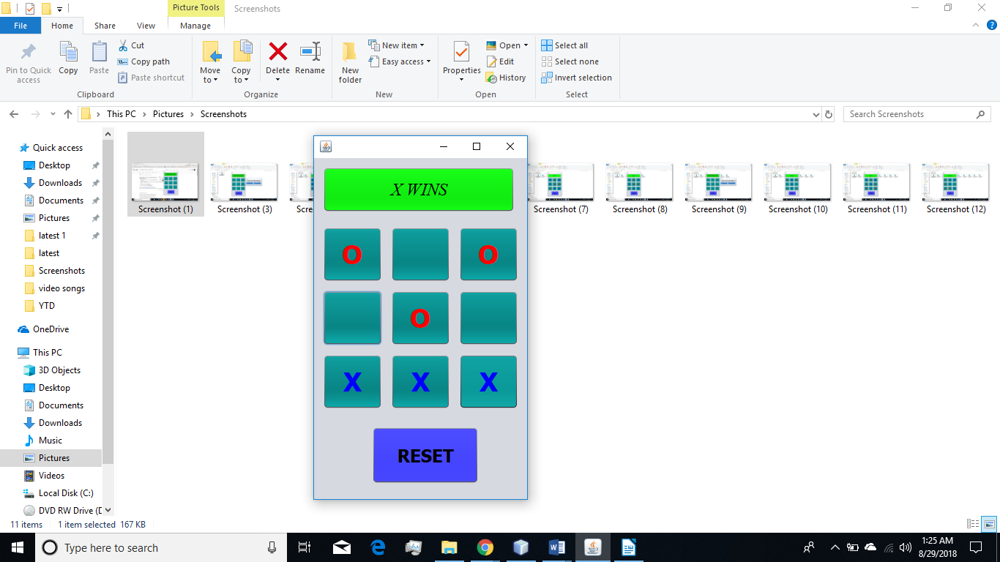 Picture Tools
Screenshots
File
Home
Share
View
Manage
Pin to Quick access
Copy
Paste
Cut
Copy path
Paste shortcut
Clipboard
Move to
Copy to
Delete
Rename
Organize
New folder
New item
Easy access
New
Properties
Open
Edit
History
Open
Select all
Select none
Invert selection
Select
This PC
Pictures
Screenshots
Search Screenshots
Quick access
Desktop
Downloads
Documents
Pictures
latest 1
latest
Screenshots
video songs
YTD
OneDrive
This PC
3D Objects
Desktop
Documents
Downloads
Music
Pictures
Videos
Local Disk (C:)
DVD RW Drive (
Screenshot (1)
Screenshot (3)
Screenshot (7)
Screenshot (8)
Screenshot (9)
Screenshot (10)
Screenshot (11)
Screenshot (12)
X WINS
O O
O
X X X
RESET
11 items
1 item selected 167 KB
Type here to search
1:25 AM
8/29/2018